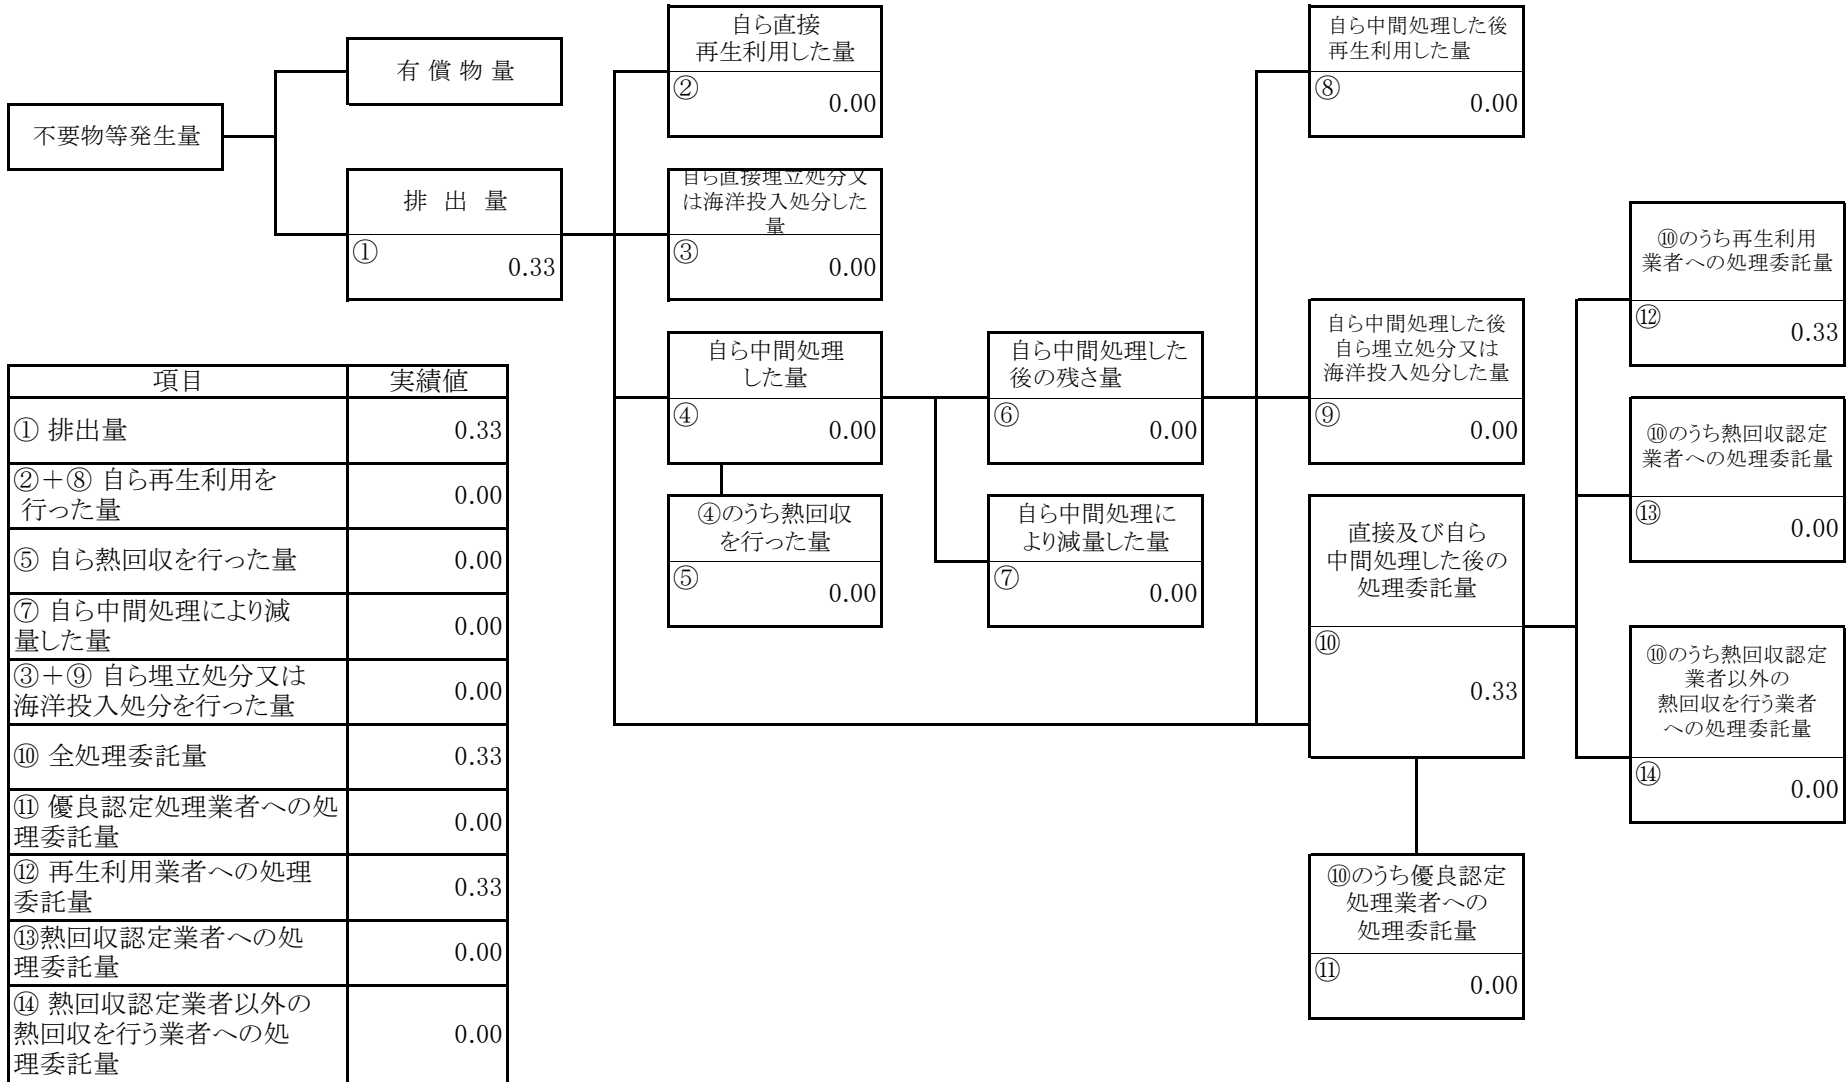 不要物等発生量
有 償 物 量
排 出 量
①
0.33
自ら直接
再生利用した量
②
0.00
自ら直接埋立処分又
は海洋投入処分した
量
③
0.00
自ら中間処理
した量
④
0.00
④のうち熱回収
を行った量
⑤
0.00
自ら中間処理した
後の残さ量
⑥
0.00
自ら中間処理に
より減量した量
⑦
0.00
自ら中間処理した後
再生利用した量
⑧
0.00
自ら中間処理した後
自ら埋立処分又は
海洋投入処分した量
⑨
0.00
直接及び自ら
中間処理した後の
処理委託量
⑩
0.33
⑩のうち優良認定
処理業者への
処理委託量
⑪
0.00
⑩のうち再生利用
業者への処理委託量
⑫
0.33
⑩のうち熱回収認定
業者への処理委託量
⑬
0.00
⑩のうち熱回収認定
業者以外の
熱回収を行う業者
への処理委託量
⑭
0.00
項目 実績値
① 排出量 0.33
②＋⑧ 自ら再生利用を
行った量 0.00
⑤ 自ら熱回収を行った量 0.00
⑦ 自ら中間処理により減
量した量 0.00
③＋⑨ 自ら埋立処分又は
海洋投入処分を行った量 0.00
⑩ 全処理委託量 0.33
⑪ 優良認定処理業者への処
理委託量 0.00
⑫ 再生利用業者への処理
委託量 0.33
⑬熱回収認定業者への処
理委託量 0.00
⑭ 熱回収認定業者以外の
熱回収を行う業者への処
理委託量 0.00